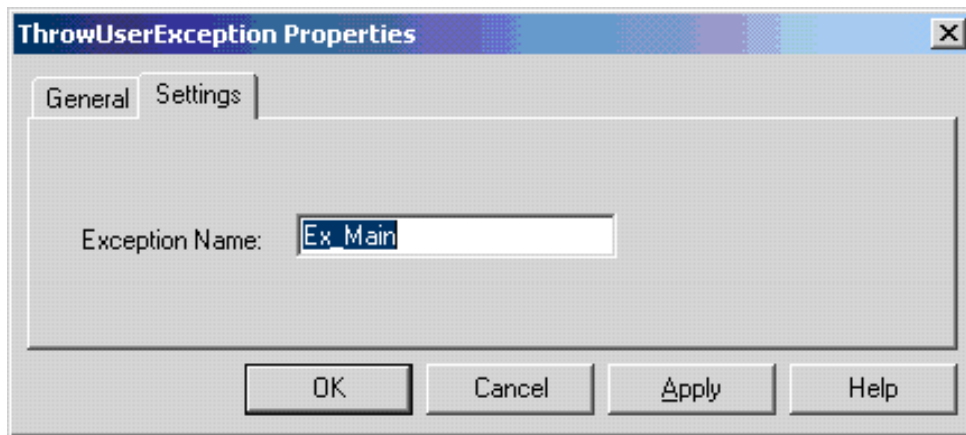 ThrowUserException Properties
General Settings
Exception Name: Ex_Main
OK Cancel Apply Help